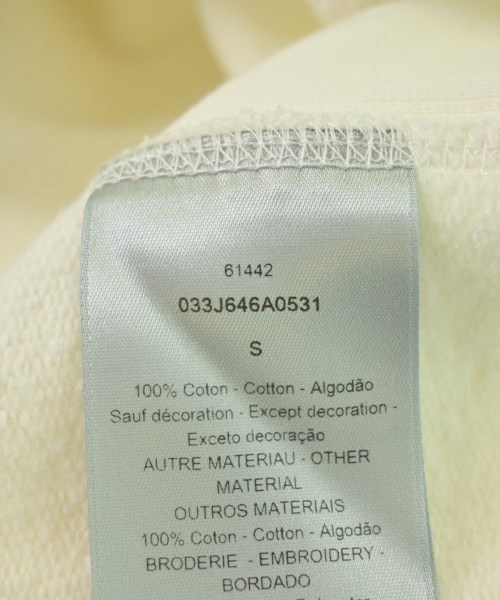 61442
033J646A0531
S
100% Coton - Cotton - Algodão
Sauf décoration - Except decoration -
Exceto decoração
AUTRE MATERIAU - OTHER
MATERIAL
OUTROS MATERIAIS
100% Coton - Cotton - Algodão
BRODERIE - EMBROIDERY -
BORDADO